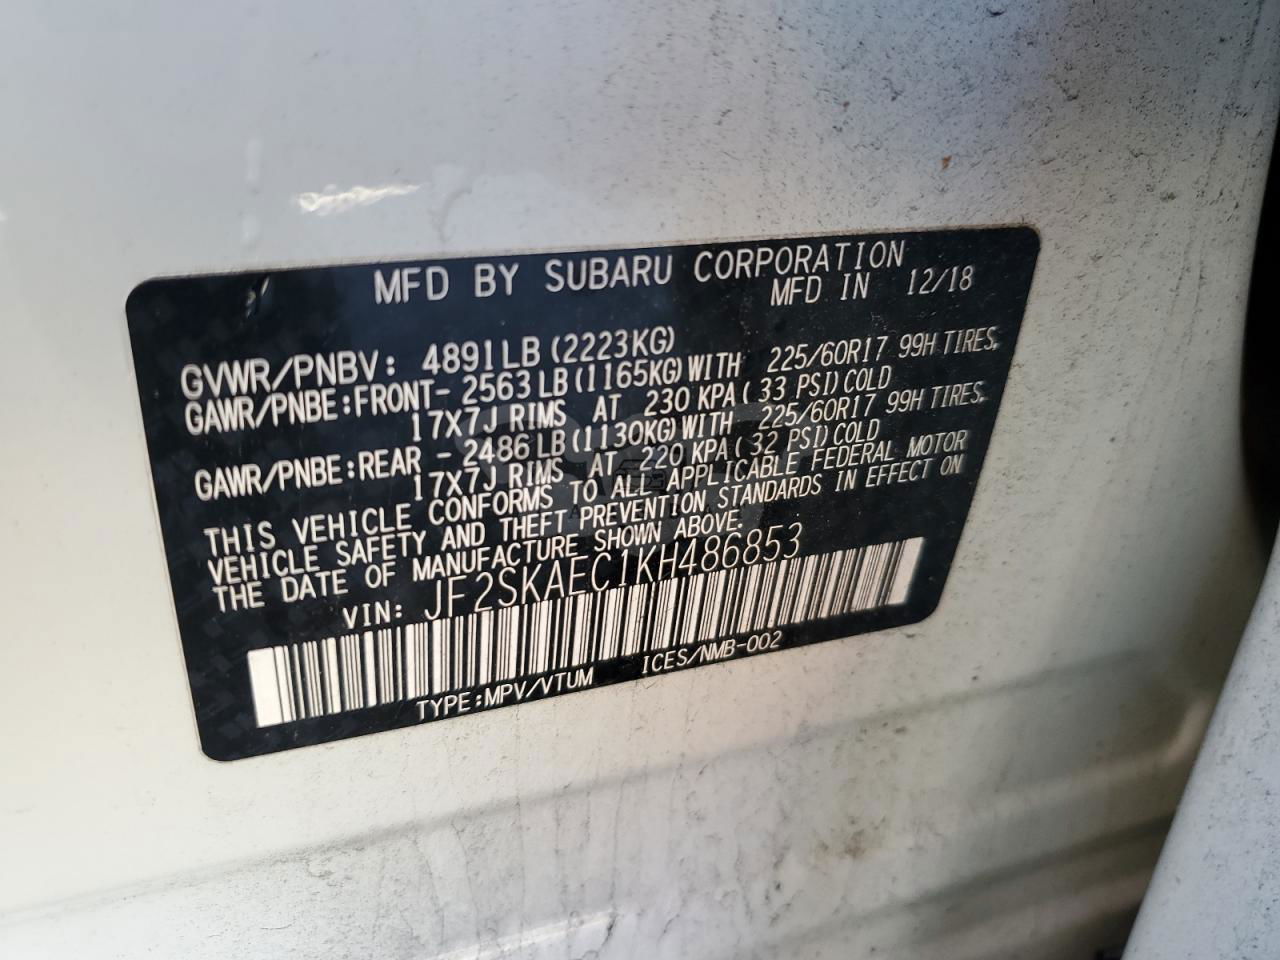 MFD BY SUBARU CORPORATION
MFD IN 12/18
GVWR/PNBV: 4891LB (2223KG)
GAWR/PNBE:FRONT- 2563LB(1165KG)WITH 225/60R17 99H TIRES,
17X7J RIMS AT 230 KPA( 33 PSI)COLD
GAWR/PNBE:REAR - 2486LB(1130KG)WITH 225/60R17 99H TIRES,
17X7J RIMS AT 220 KPA( 32 PSI)COLD
THIS VEHICLE CONFORMS TO ALL APPLICABLE FEDERAL MOTOR
VEHICLE SAFETY AND THEFT PREVENTION STANDARDS IN EFFECT ON
THE DATE OF MANUFACTURE SHOWN ABOVE.
VIN: JF2SKAEC1KH486853
TYPE:MPV/VTUM ICES/NMB-002